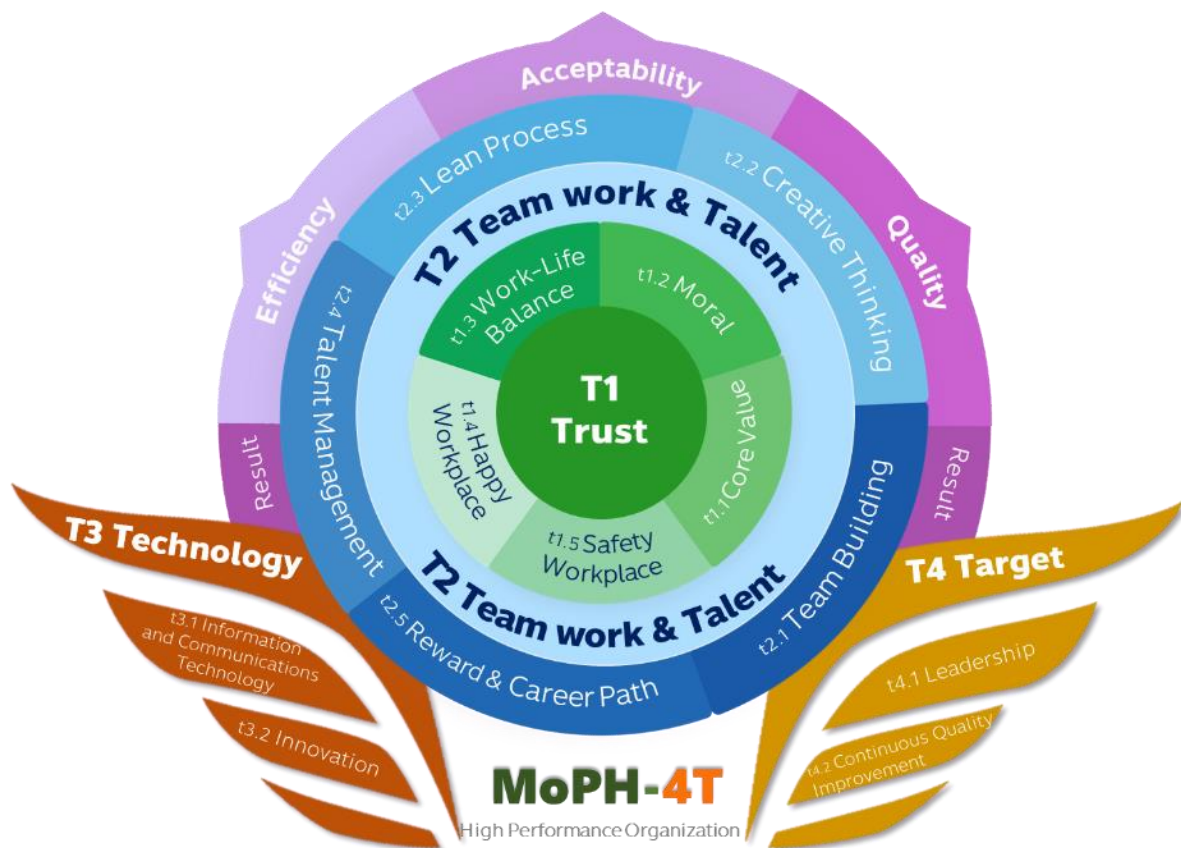 Acceptability
Efficiency
Quality
Result
Result
t2.3 Lean Process
t2.2 Creative Thinking
t2.4 Talent Management
t2.1 Team Building
t2.5 Reward & Career Path
T2 Team work & Talent
t1.3 Work-Life
Balance
t1.2 Moral
T1
Trust
t1.4 Happy
Workplace
t1.1 Core Value
t1.5 Safety
Workplace
T2 Team work & Talent
T3 Technology
t3.1 Information
and Communications
Technology
t3.2 Innovation
T4 Target
t4.1 Leadership
t4.2 Continuous Quality
Improvement
MoPH-4T
High Performance Organization